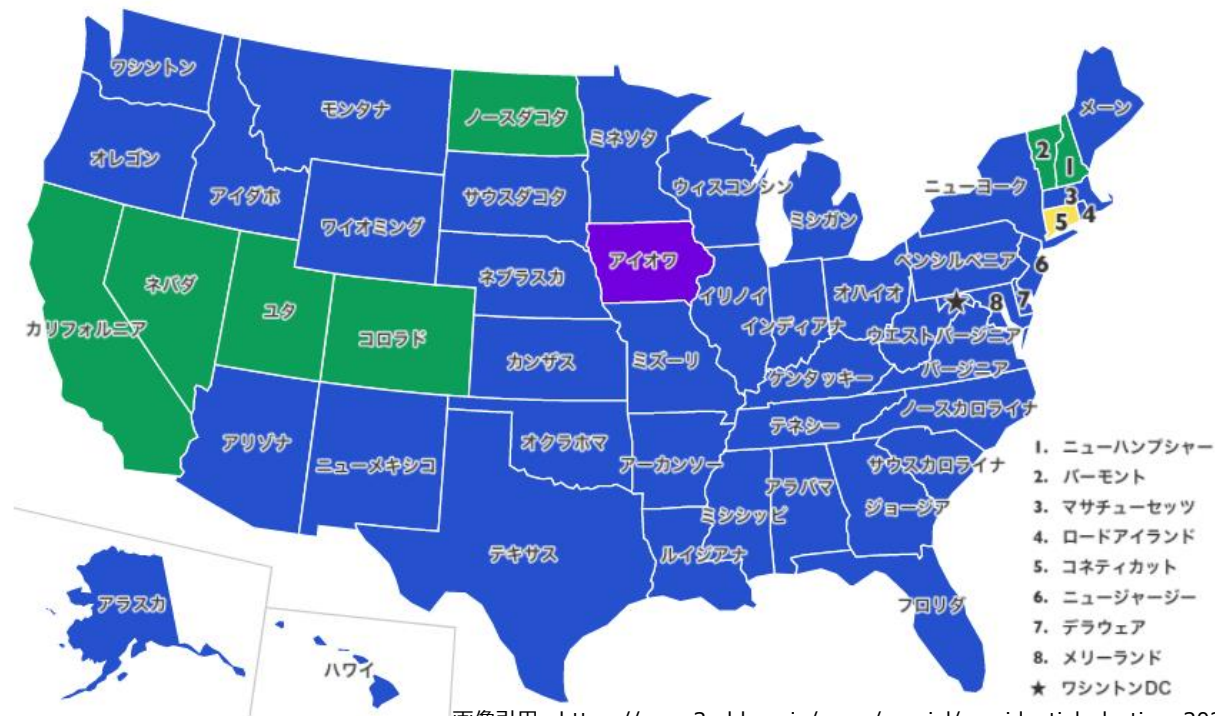 ワシントン
モンタナ
ノースダコタ
ミネソタ
メーン
オレゴン
アイダホ
サウスダコタ
ウィスコンシン
ニューヨーク
2
1
3
4
5
ワイオミング
ミシガン
ネバダ
ネブラスカ
アイオワ
ペンシルベニア
6
ユタ
イリノイ
オハイオ
★
8
7
カリフォルニア
コロラド
インディアナ
ウエストバージニア
カンザス
ミズーリ
ケンタッキー
バージニア
アリゾナ
ニューメキシコ
オクラホマ
アーカンソー
テネシー
ノースカロライナ
サウスカロライナ
アラバマ
ミシシッピ
ジョージア
テキサス
ルイジアナ
フロリダ
アラスカ
ハワイ
1. ニューハンプシャー
2. バーモント
3. マサチューセッツ
4. ロードアイランド
5. コネティカット
6. ニュージャージー
7. デラウェア
8. メリーランド
★ ワシントンDC